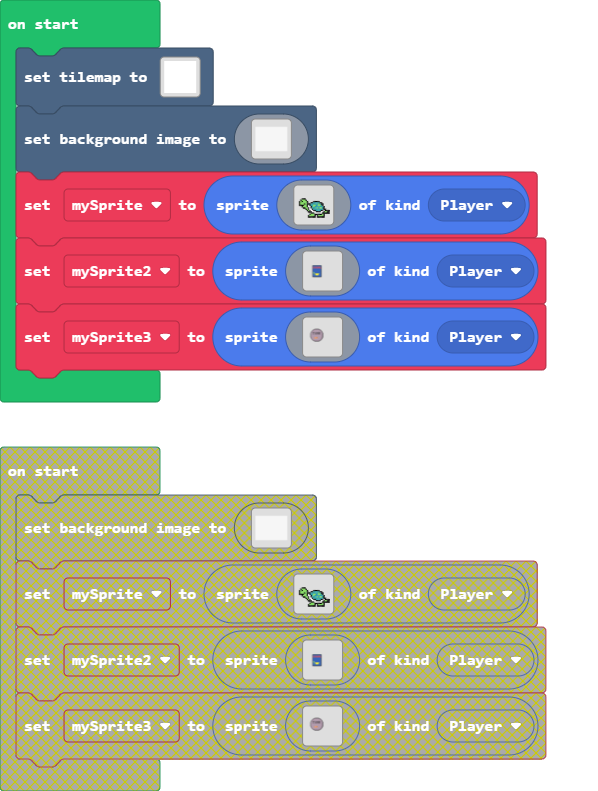 on start
set tilemap to
set background image to
set mySprite to sprite of kind Player
set mySprite2 to sprite of kind Player
set mySprite3 to sprite of kind Player
on start
set background image to
set mySprite to sprite of kind Player
set mySprite2 to sprite of kind Player
set mySprite3 to sprite of kind Player